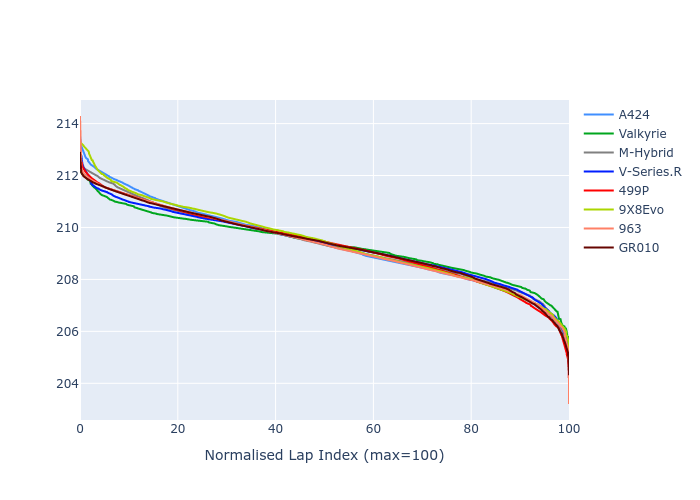 214
212
210
208
206
204
0 20 40 60 80 100
Normalised Lap Index (max=100)
A424
Valkyrie
M-Hybrid
V-Series.R
499P
9X8Evo
963
GR010